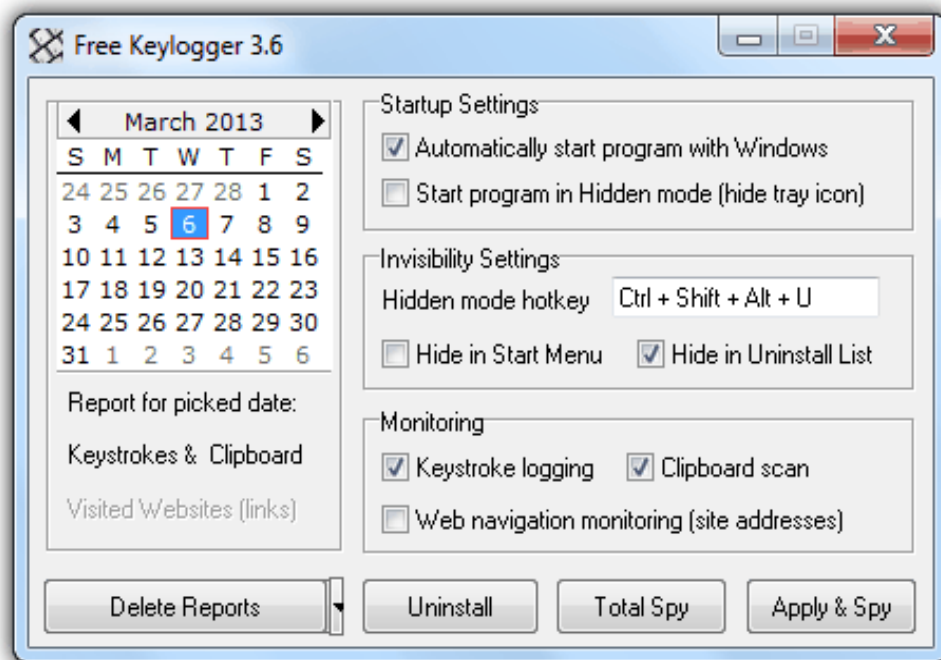 Free Keylogger 3.6
March 2013
S M T W T F S
24 25 26 27 28 1 2
3 4 5 6 7 8 9
10 11 12 13 14 15 16
17 18 19 20 21 22 23
24 25 26 27 28 29 30
31 1 2 3 4 5 6
Report for picked date:
Keystrokes & Clipboard
Visited Websites (links)
Startup Settings
Automatically start program with Windows
Start program in Hidden mode (hide tray icon)
Invisibility Settings
Hidden mode hotkey Ctrl + Shift + Alt + U
Hide in Start Menu Hide in Uninstall List
Monitoring
Keystroke logging Clipboard scan
Web navigation monitoring (site addresses)
Delete Reports Uninstall Total Spy Apply & Spy